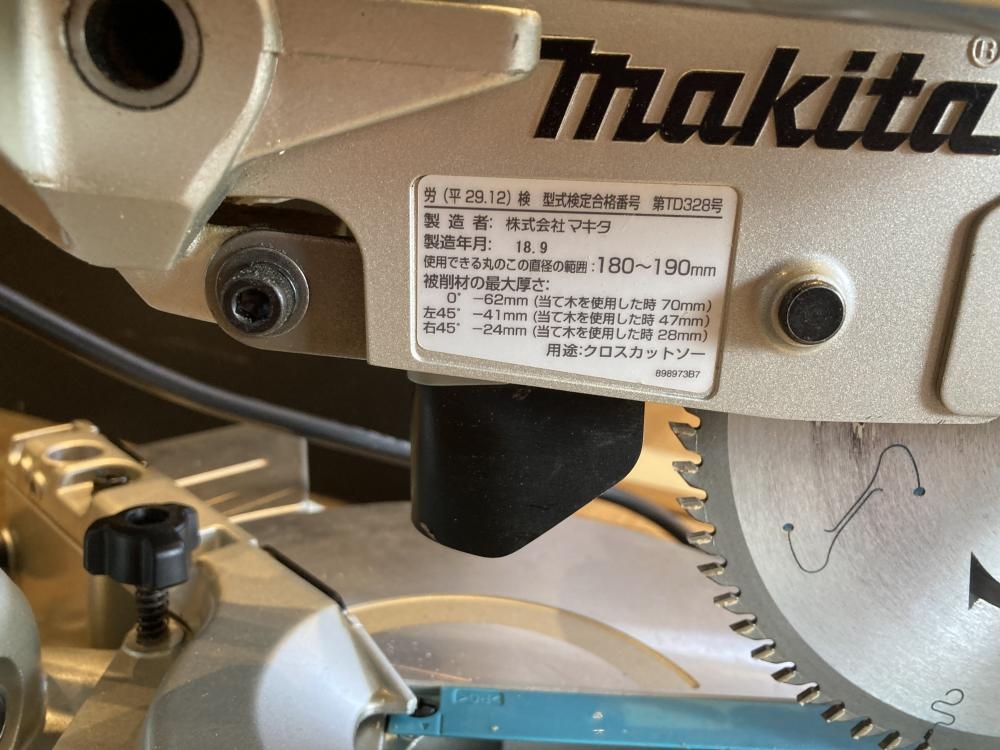 makita®
労（平 29.12）検 型式検定合格番号 第TD328号
製造者: 株式会社 マキタ
製造年月: 18.9
使用できる丸のこの直径の範囲:180〜190mm
被削材の最大厚さ:
0° −62mm (当て木を使用した時 70mm)
左45° −41mm (当て木を使用した時 47mm)
右45° −24mm (当て木を使用した時 28mm)
用途:クロスカットソー
898973B7